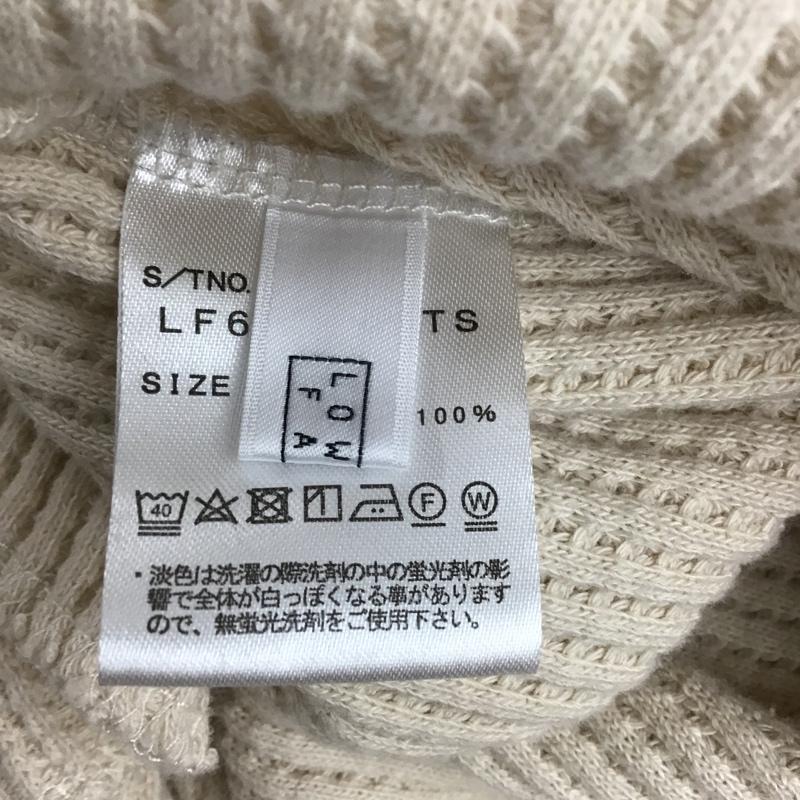 S/TNO.
LF6
TS
SIZE
100%
LOW
FA
40
F
W
・淡色は洗濯の際洗剤の中の蛍光剤の影
響で全体が白っぽくなる事があります
ので、無蛍光洗剤をご使用下さい。